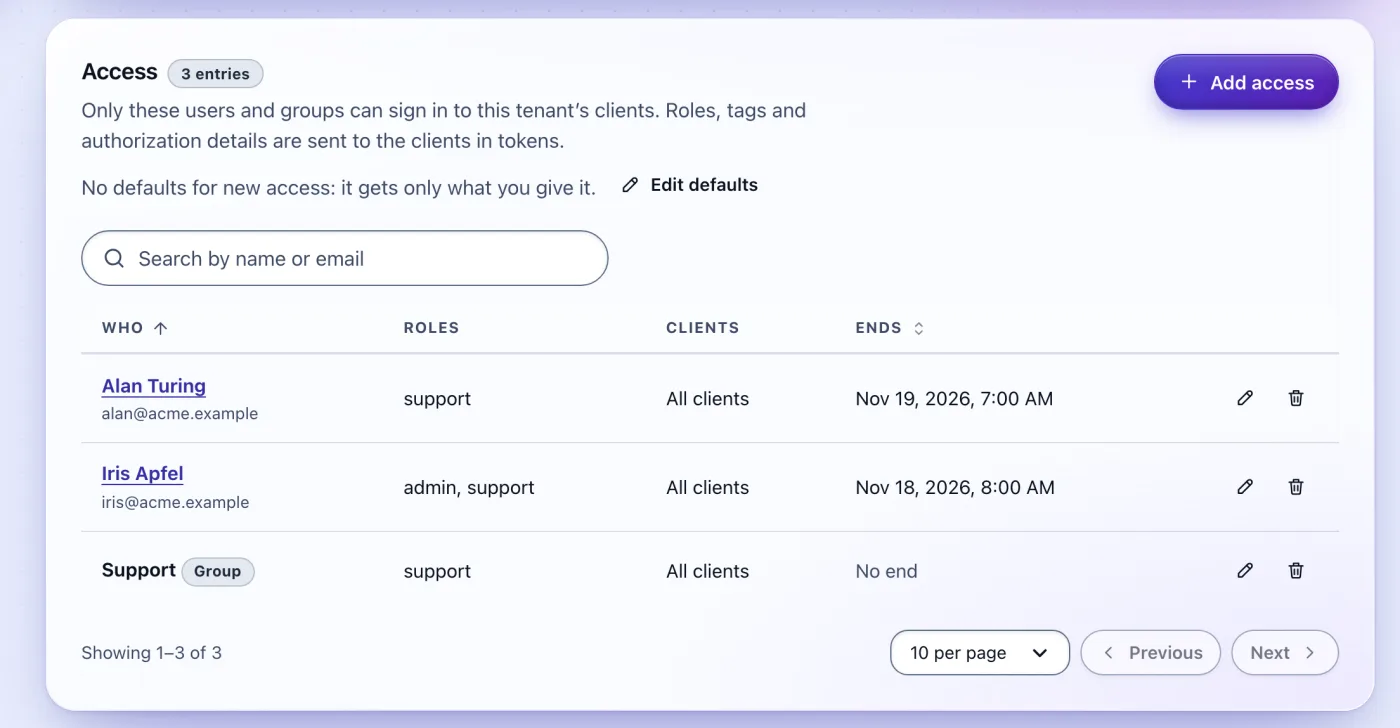 Access 3 entries
+ Add access
Only these users and groups can sign in to this tenant’s clients. Roles, tags and
authorization details are sent to the clients in tokens.
No defaults for new access: it gets only what you give it. Edit defaults
Search by name or email
WHO ROLES CLIENTS ENDS
Alan Turing
alan@acme.example
support All clients Nov 19, 2026, 7:00 AM
Iris Apfel
iris@acme.example
admin, support All clients Nov 18, 2026, 8:00 AM
Support Group support All clients No end
Showing 1–3 of 3 10 per page Previous Next